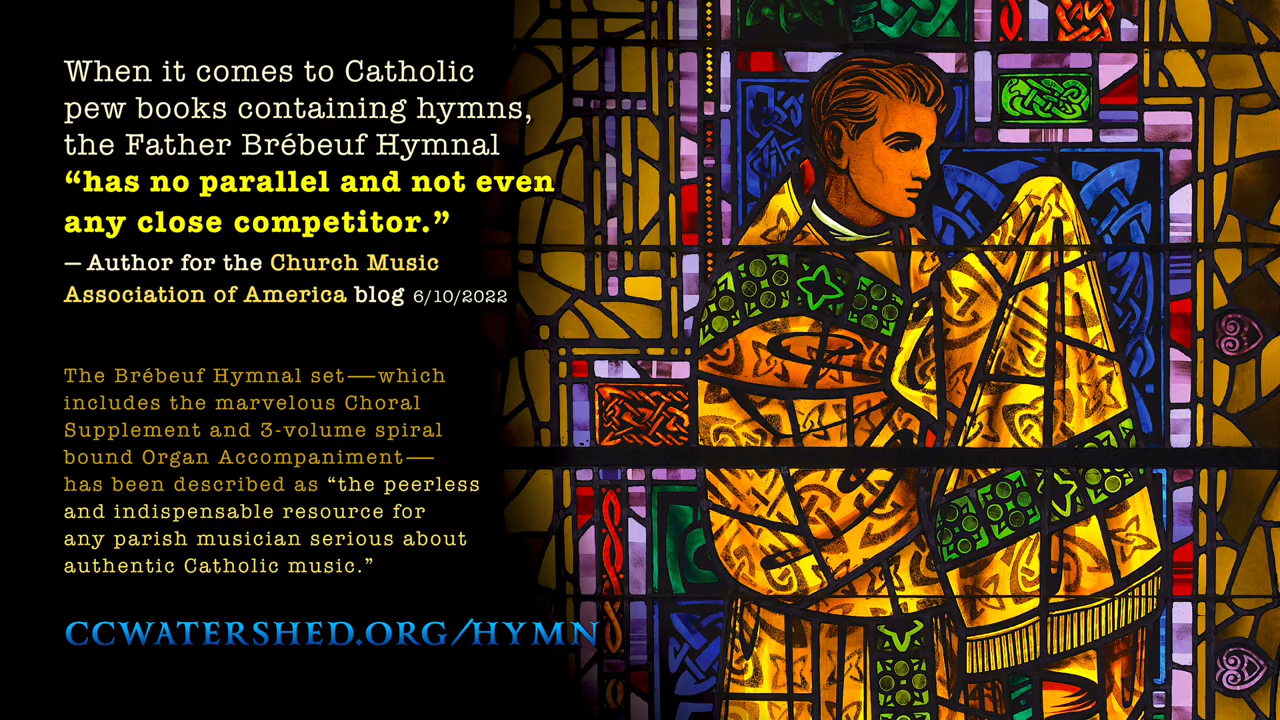 When it comes to Catholic
pew books containing hymns,
the Father Brébeuf Hymnal
“has no parallel and not even
any close competitor.”
— Author for the Church Music
Association of America blog 6/10/2022
The Brébeuf Hymnal set—which
includes the marvelous Choral
Supplement and 3-volume spiral
bound Organ Accompaniment—
has been described as “the peerless
and indispensable resource for
any parish musician serious about
authentic Catholic music.”
CCWATERSHED.ORG/HYMN